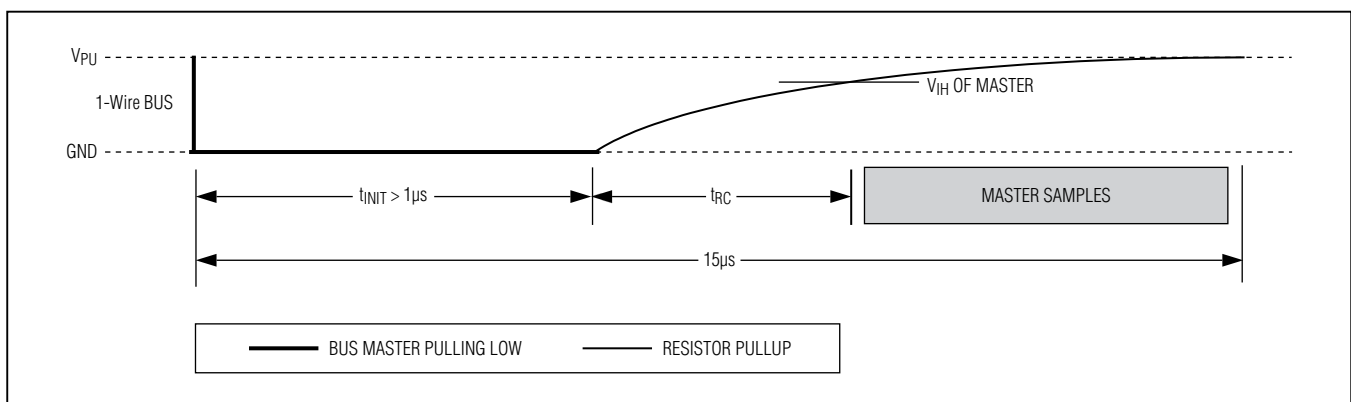 VPU
1-Wire BUS
VIH OF MASTER
GND
tINIT > 1µs
tRC
MASTER SAMPLES
15µs
BUS MASTER PULLING LOW
RESISTOR PULLUP